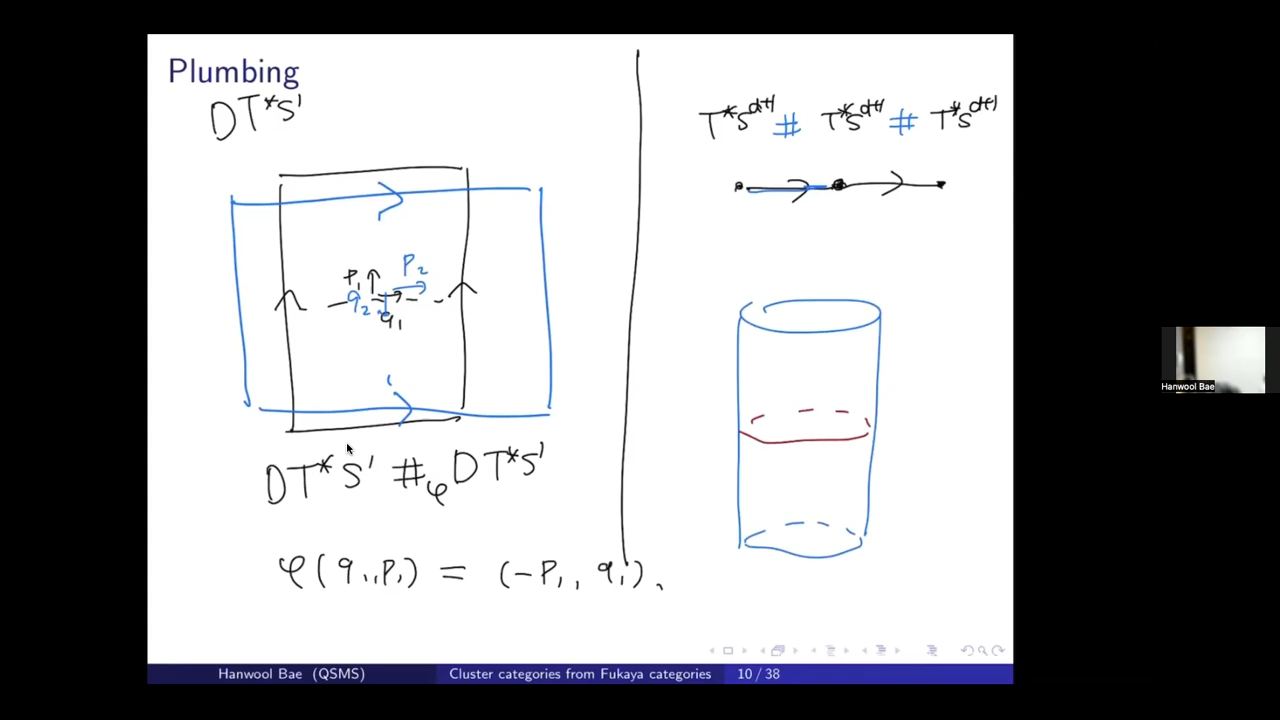 Plumbing
DT*S¹
p₁
p₂
q₂
q₁
DT*S¹ #φ DT*S¹
φ(q₁, p₁) = (-p₁, q₁).
T*S^{d+1} # T*S^{d+1} # T*S^{d+1}
Hanwool Bae
Hanwool Bae (QSMS)
Cluster categories from Fukaya categories
10 / 38